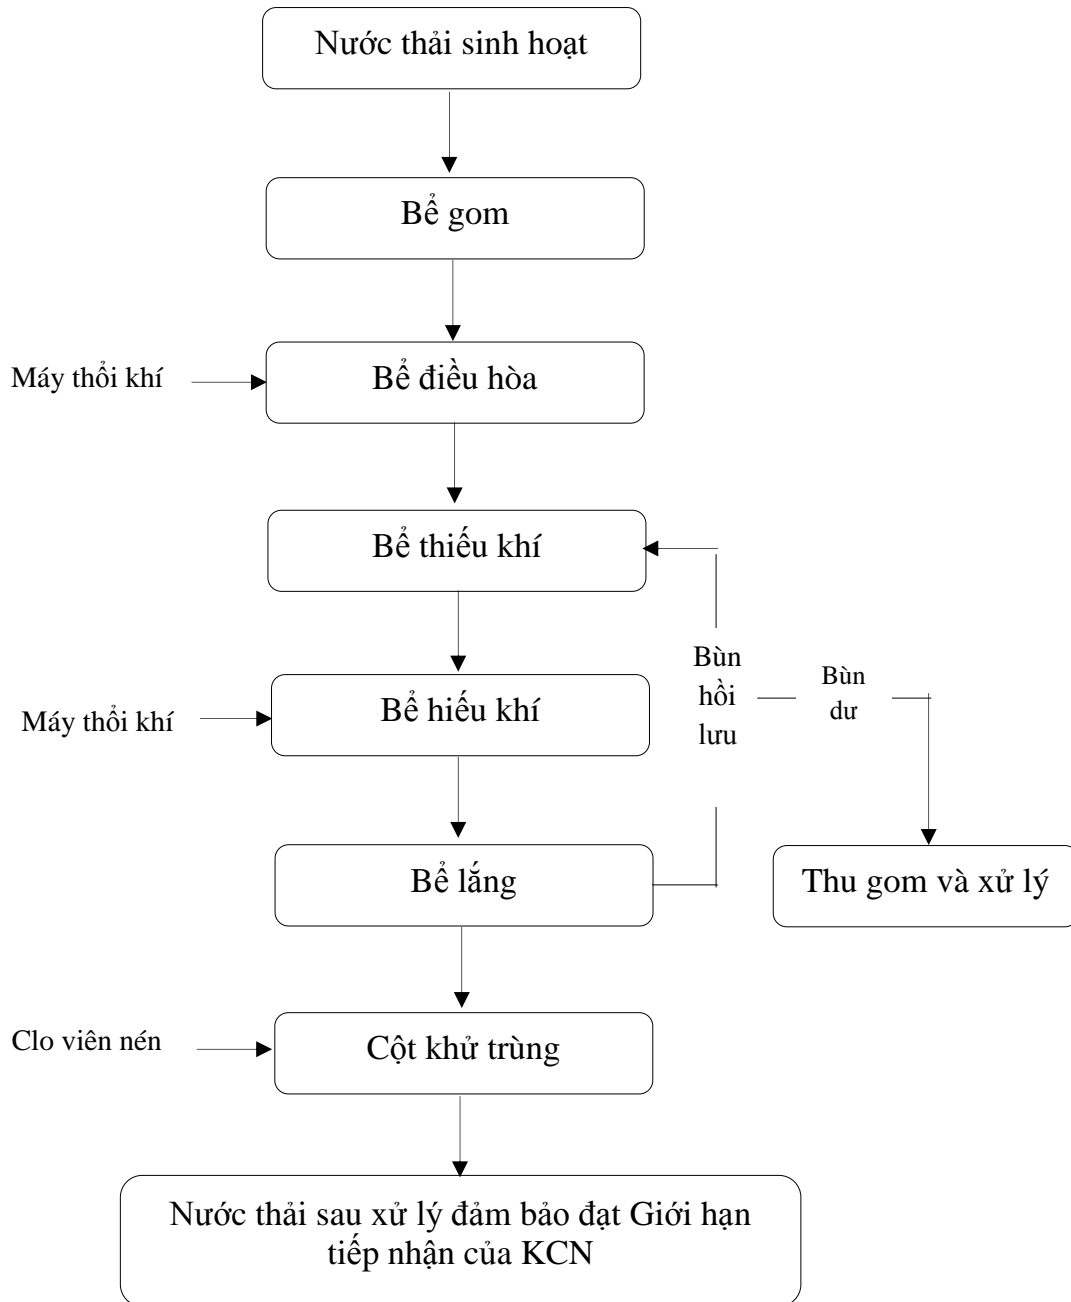 Nước thải sinh hoạt
Bể gom
Máy thổi khí
Bể điều hòa
Bể thiếu khí
Bùn
hồi
lưu
Bùn
dư
Máy thổi khí
Bể hiếu khí
Bể lắng
Thu gom và xử lý
Clo viên nén
Cột khử trùng
Nước thải sau xử lý đảm bảo đạt Giới hạn
tiếp nhận của KCN